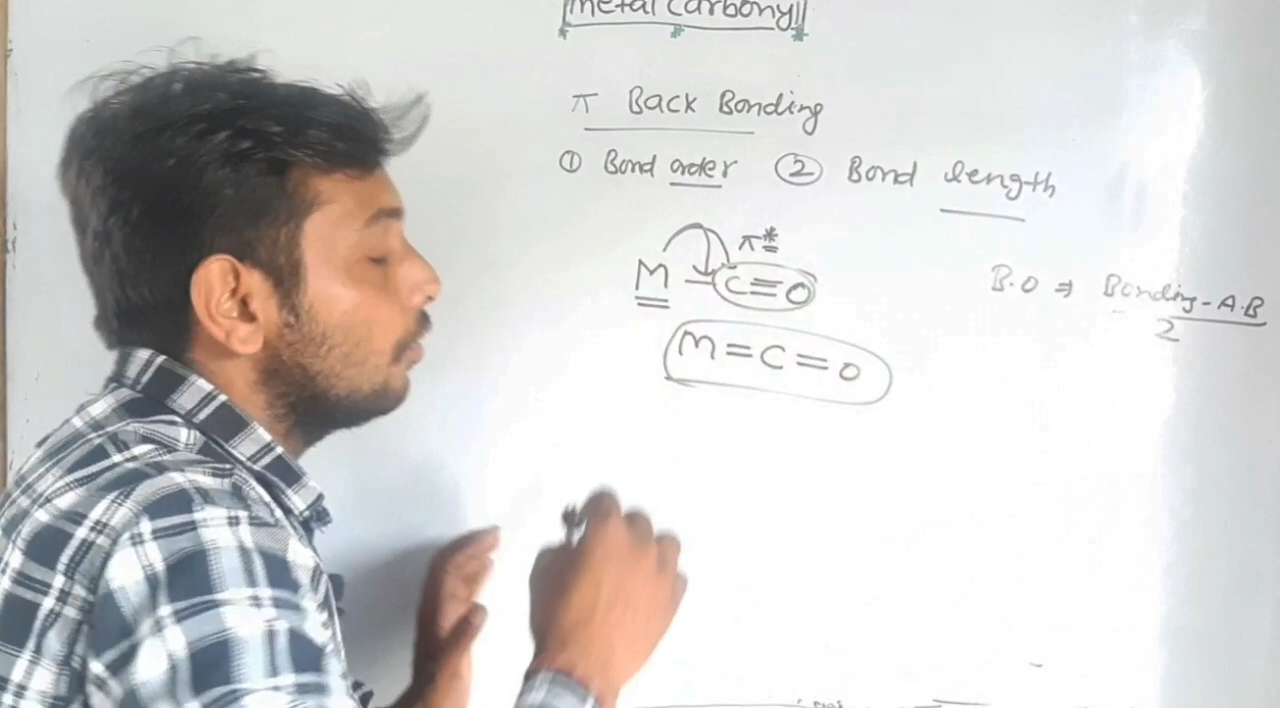 metal Carbonyl
π Back Bonding
① Bond order ② Bond length
π*
M - C≡O
B.O ⇒ Bonding - A.B
2
M=C=O